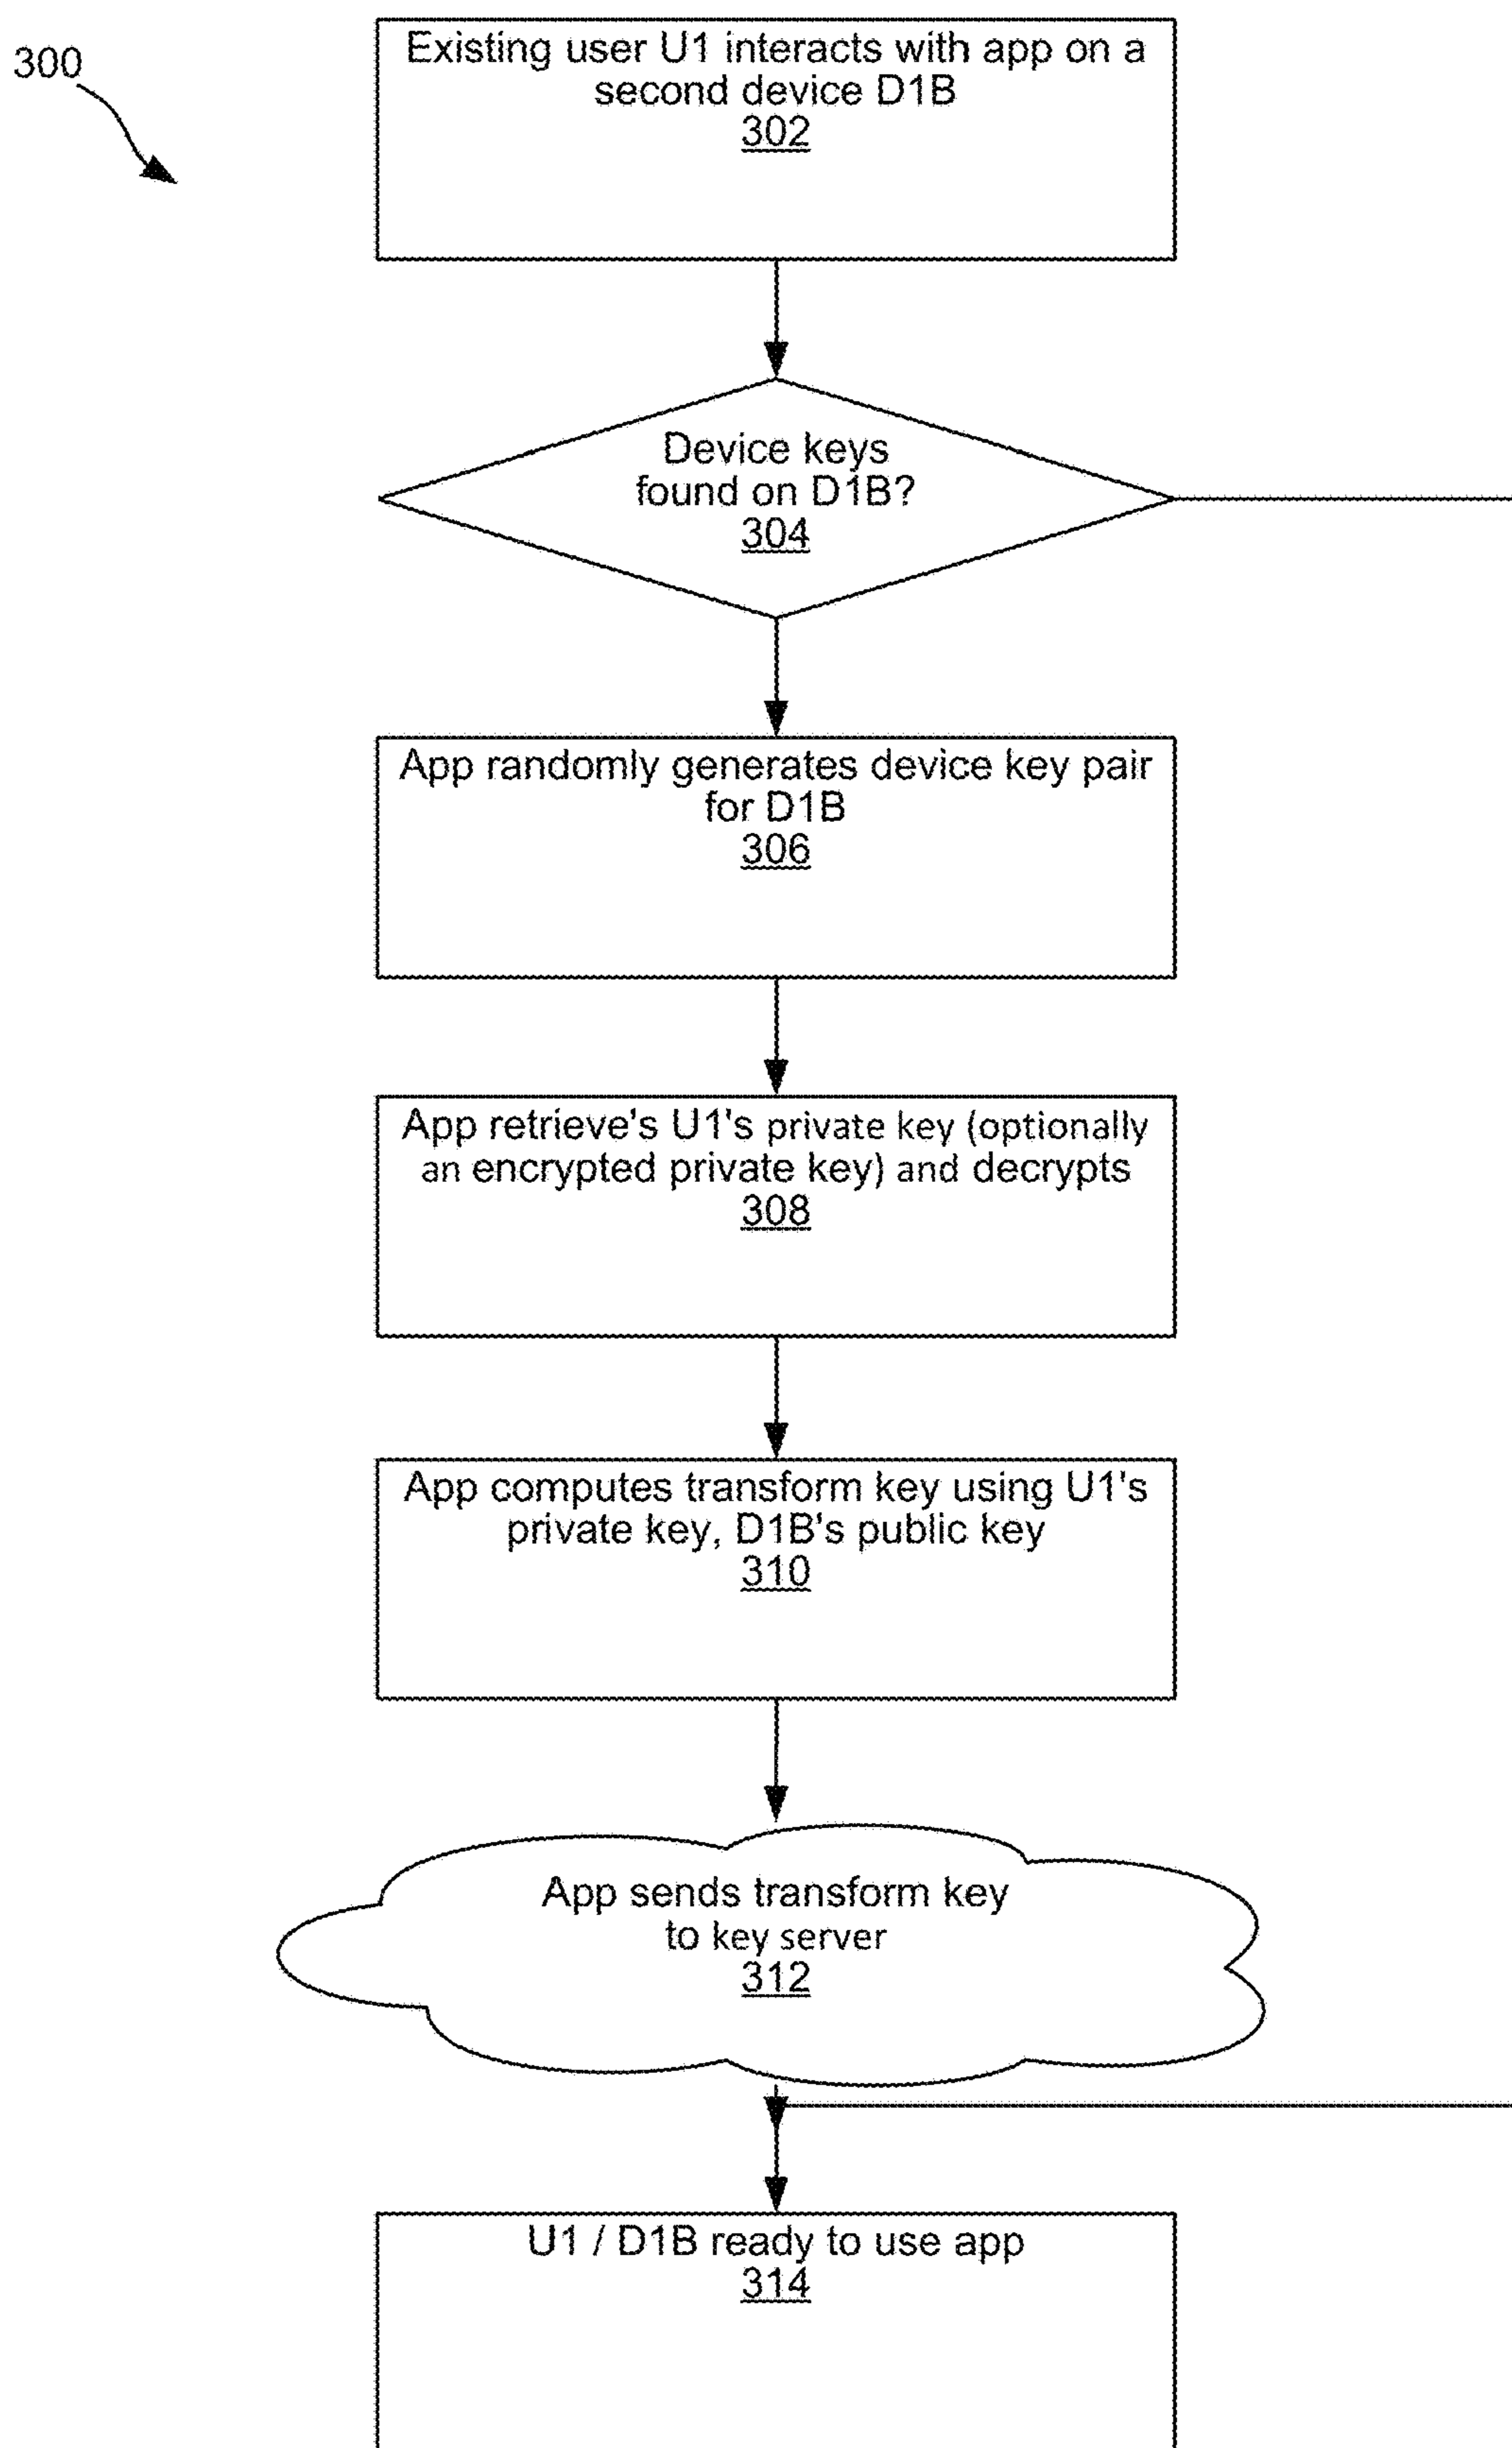 300
Existing user U1 interacts with app on a
second device D1B
302
Device keys
found on D1B?
304
App randomly generates device key pair
for D1B
306
App retrieve's U1's private key (optionally
an encrypted private key) and decrypts
308
App computes transform key using U1's
private key, D1B's public key
310
App sends transform key
to key server
312
U1 / D1B ready to use app
314